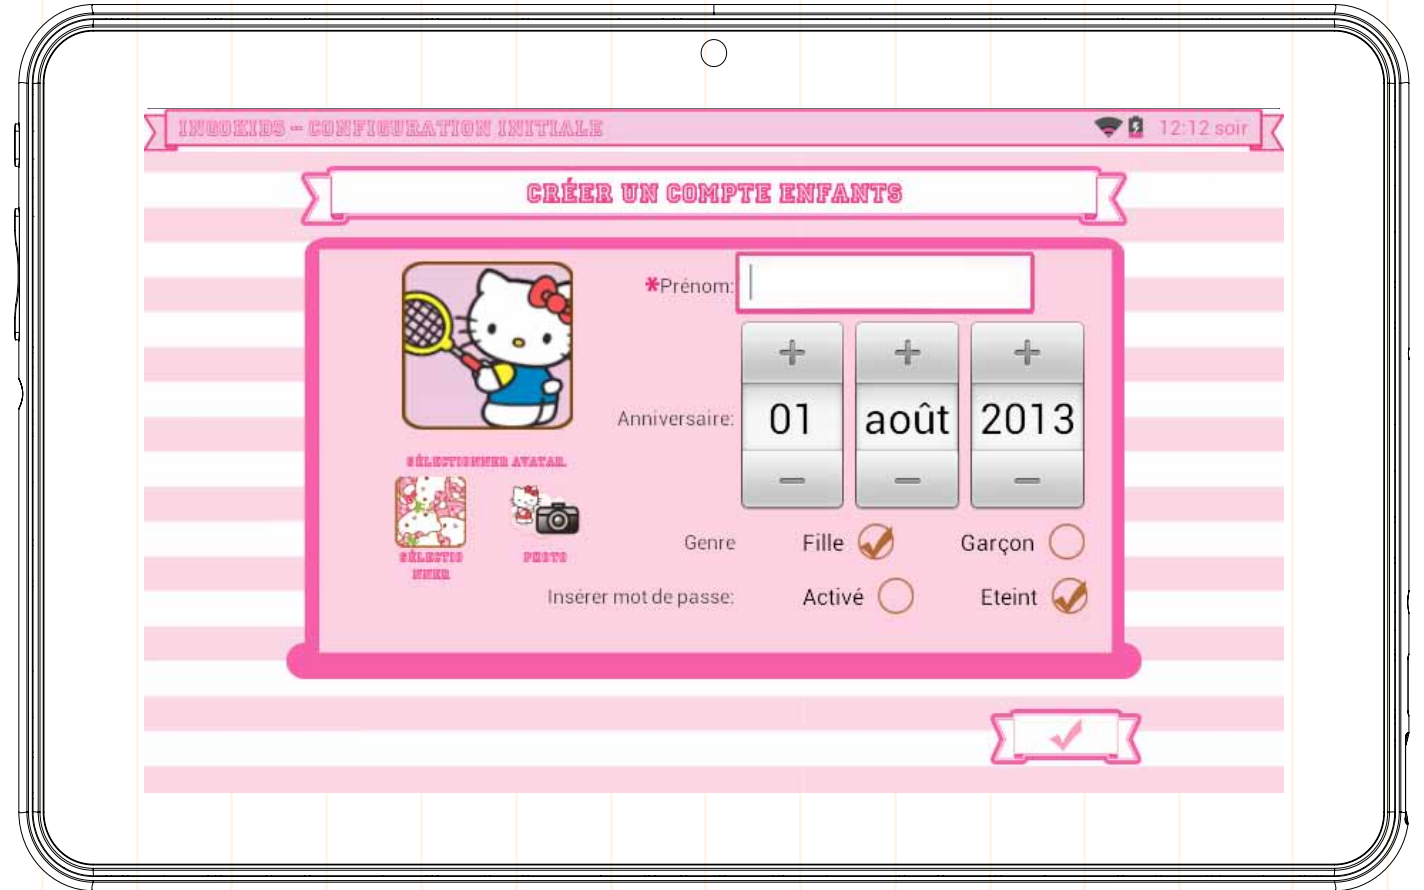 INGOKIDS - CONFIGURATION INITIALE
12:12 soir
CRÉER UN COMPTE ENFANTS
*Prénom:
Anniversaire:
01 août 2013
SÉLECTIONNER AVATAR.
SÉLECTIO
NNER
PHOTO
Genre Fille Garçon
Insérer mot de passe: Activé Eteint